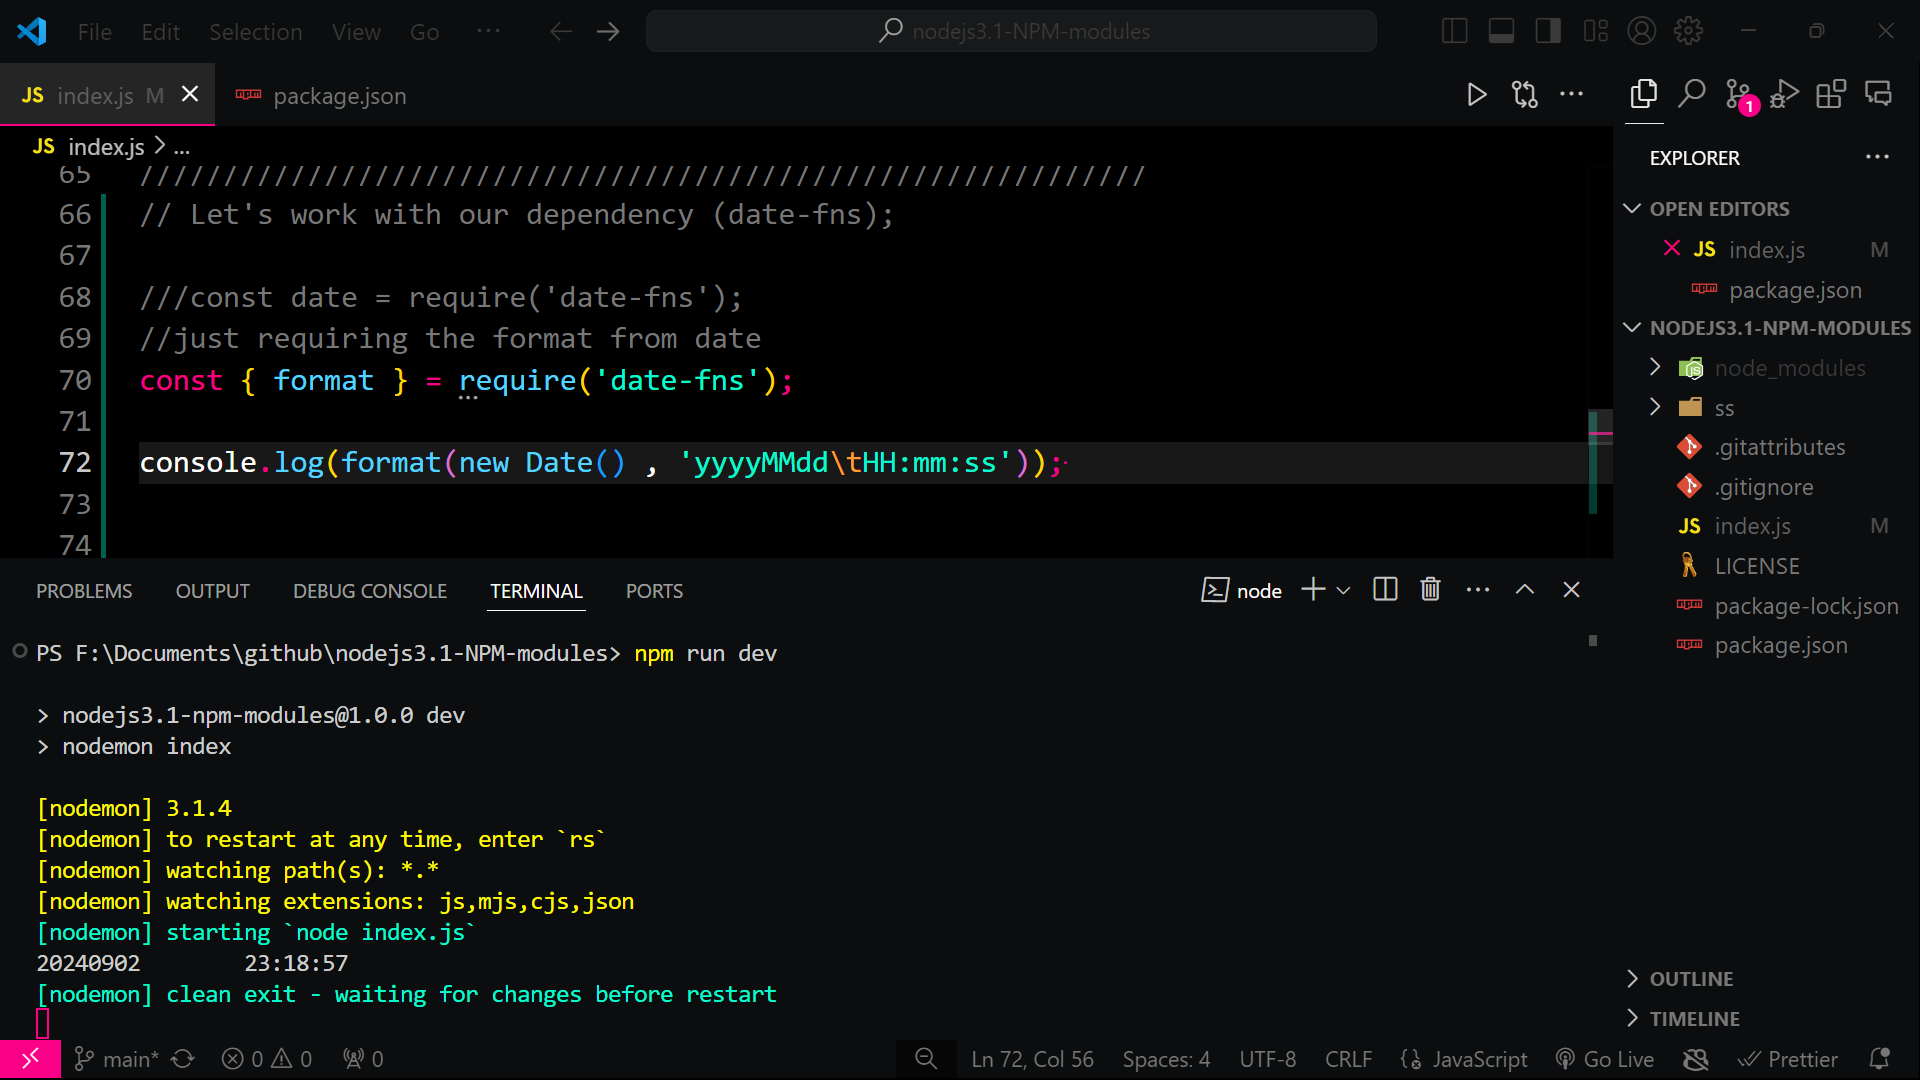 File Edit Selection View Go ··· nodejs3.1-NPM-modules
JS index.js M package.json
JS index.js > ...
65 ////////////////////////////////////////////////////////////
66 // Let's work with our dependency (date-fns);
67
68 ///const date = require('date-fns');
69 //just requiring the format from date
70 const { format } = require('date-fns');
71
72 console.log(format(new Date() , 'yyyyMMdd\tHH:mm:ss'));
73
74
PROBLEMS OUTPUT DEBUG CONSOLE TERMINAL PORTS node
PS F:\Documents\github\nodejs3.1-NPM-modules> npm run dev
> nodejs3.1-npm-modules@1.0.0 dev
> nodemon index
[nodemon] 3.1.4
[nodemon] to restart at any time, enter `rs`
[nodemon] watching path(s): *.*
[nodemon] watching extensions: js,mjs,cjs,json
[nodemon] starting `node index.js`
20240902        23:18:57
[nodemon] clean exit - waiting for changes before restart
1
EXPLORER
OPEN EDITORS
JS index.js M
package.json
NODEJS3.1-NPM-MODULES
node_modules
ss
.gitattributes
.gitignore
JS index.js M
LICENSE
package-lock.json
package.json
OUTLINE
TIMELINE
main* 0 0 0 Ln 72, Col 56 Spaces: 4 UTF-8 CRLF {} JavaScript Go Live Prettier